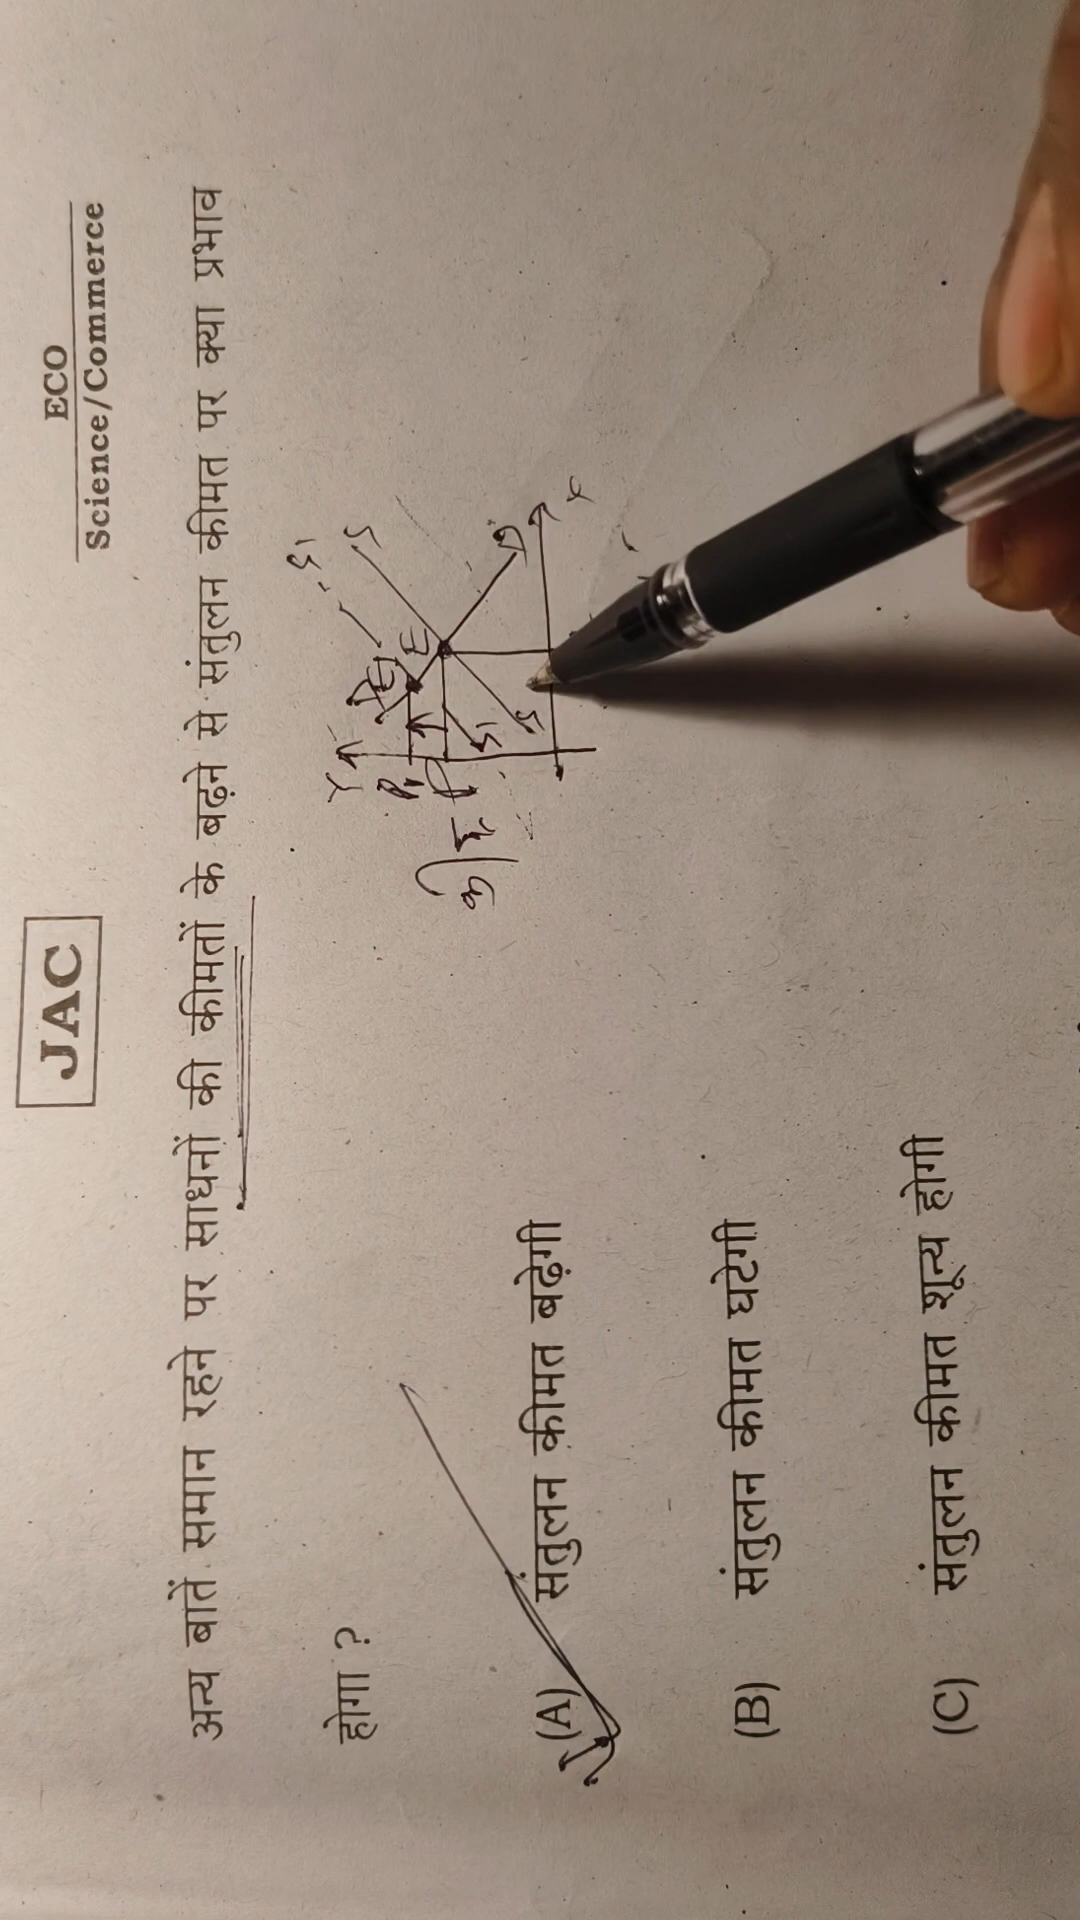 JAC
ECO
Science/Commerce
अन्य बातें समान रहने पर साधनों की कीमतों के बढ़ने से संतुलन कीमत पर क्या प्रभाव
होगा ?
Y
S'
S
E
P₁
P
S'
S
D
X
(A) संतुलन कीमत बढ़ेगी
(B) संतुलन कीमत घटेगी
(C) संतुलन कीमत शून्य होगी